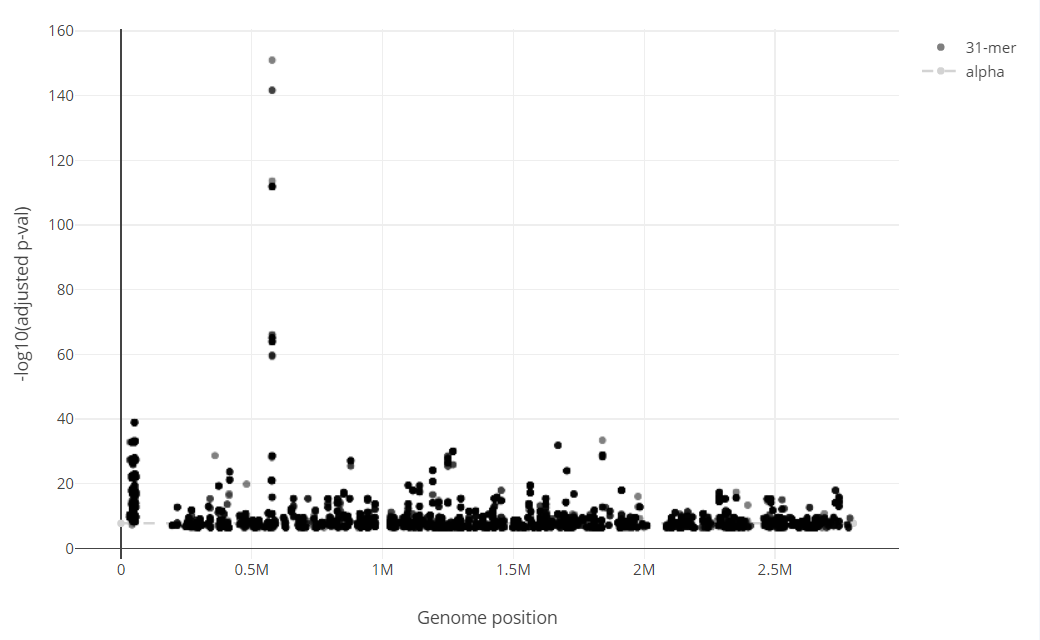 160
140
120
100
80
60
40
20
0
-log10(adjusted p-val)
0
0.5M
1M
1.5M
2M
2.5M
Genome position
31-mer
alpha